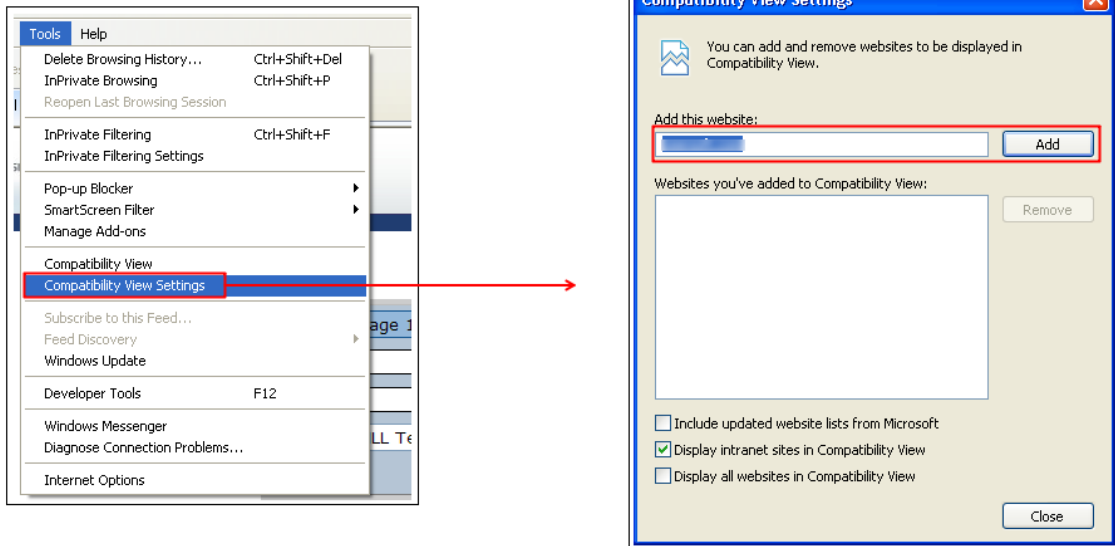 Tools Help
Delete Browsing History... Ctrl+Shift+Del
InPrivate Browsing Ctrl+Shift+P
Reopen Last Browsing Session
InPrivate Filtering Ctrl+Shift+F
InPrivate Filtering Settings
Pop-up Blocker
SmartScreen Filter
Manage Add-ons
Compatibility View
Compatibility View Settings
Subscribe to this Feed...
Feed Discovery
Windows Update
Developer Tools F12
Windows Messenger
Diagnose Connection Problems...
Internet Options
age 1
LL Te
Compatibility View Settings
You can add and remove websites to be displayed in
Compatibility View.
Add this website:
Add
Websites you've added to Compatibility View:
Remove
Include updated website lists from Microsoft
Display intranet sites in Compatibility View
Display all websites in Compatibility View
Close